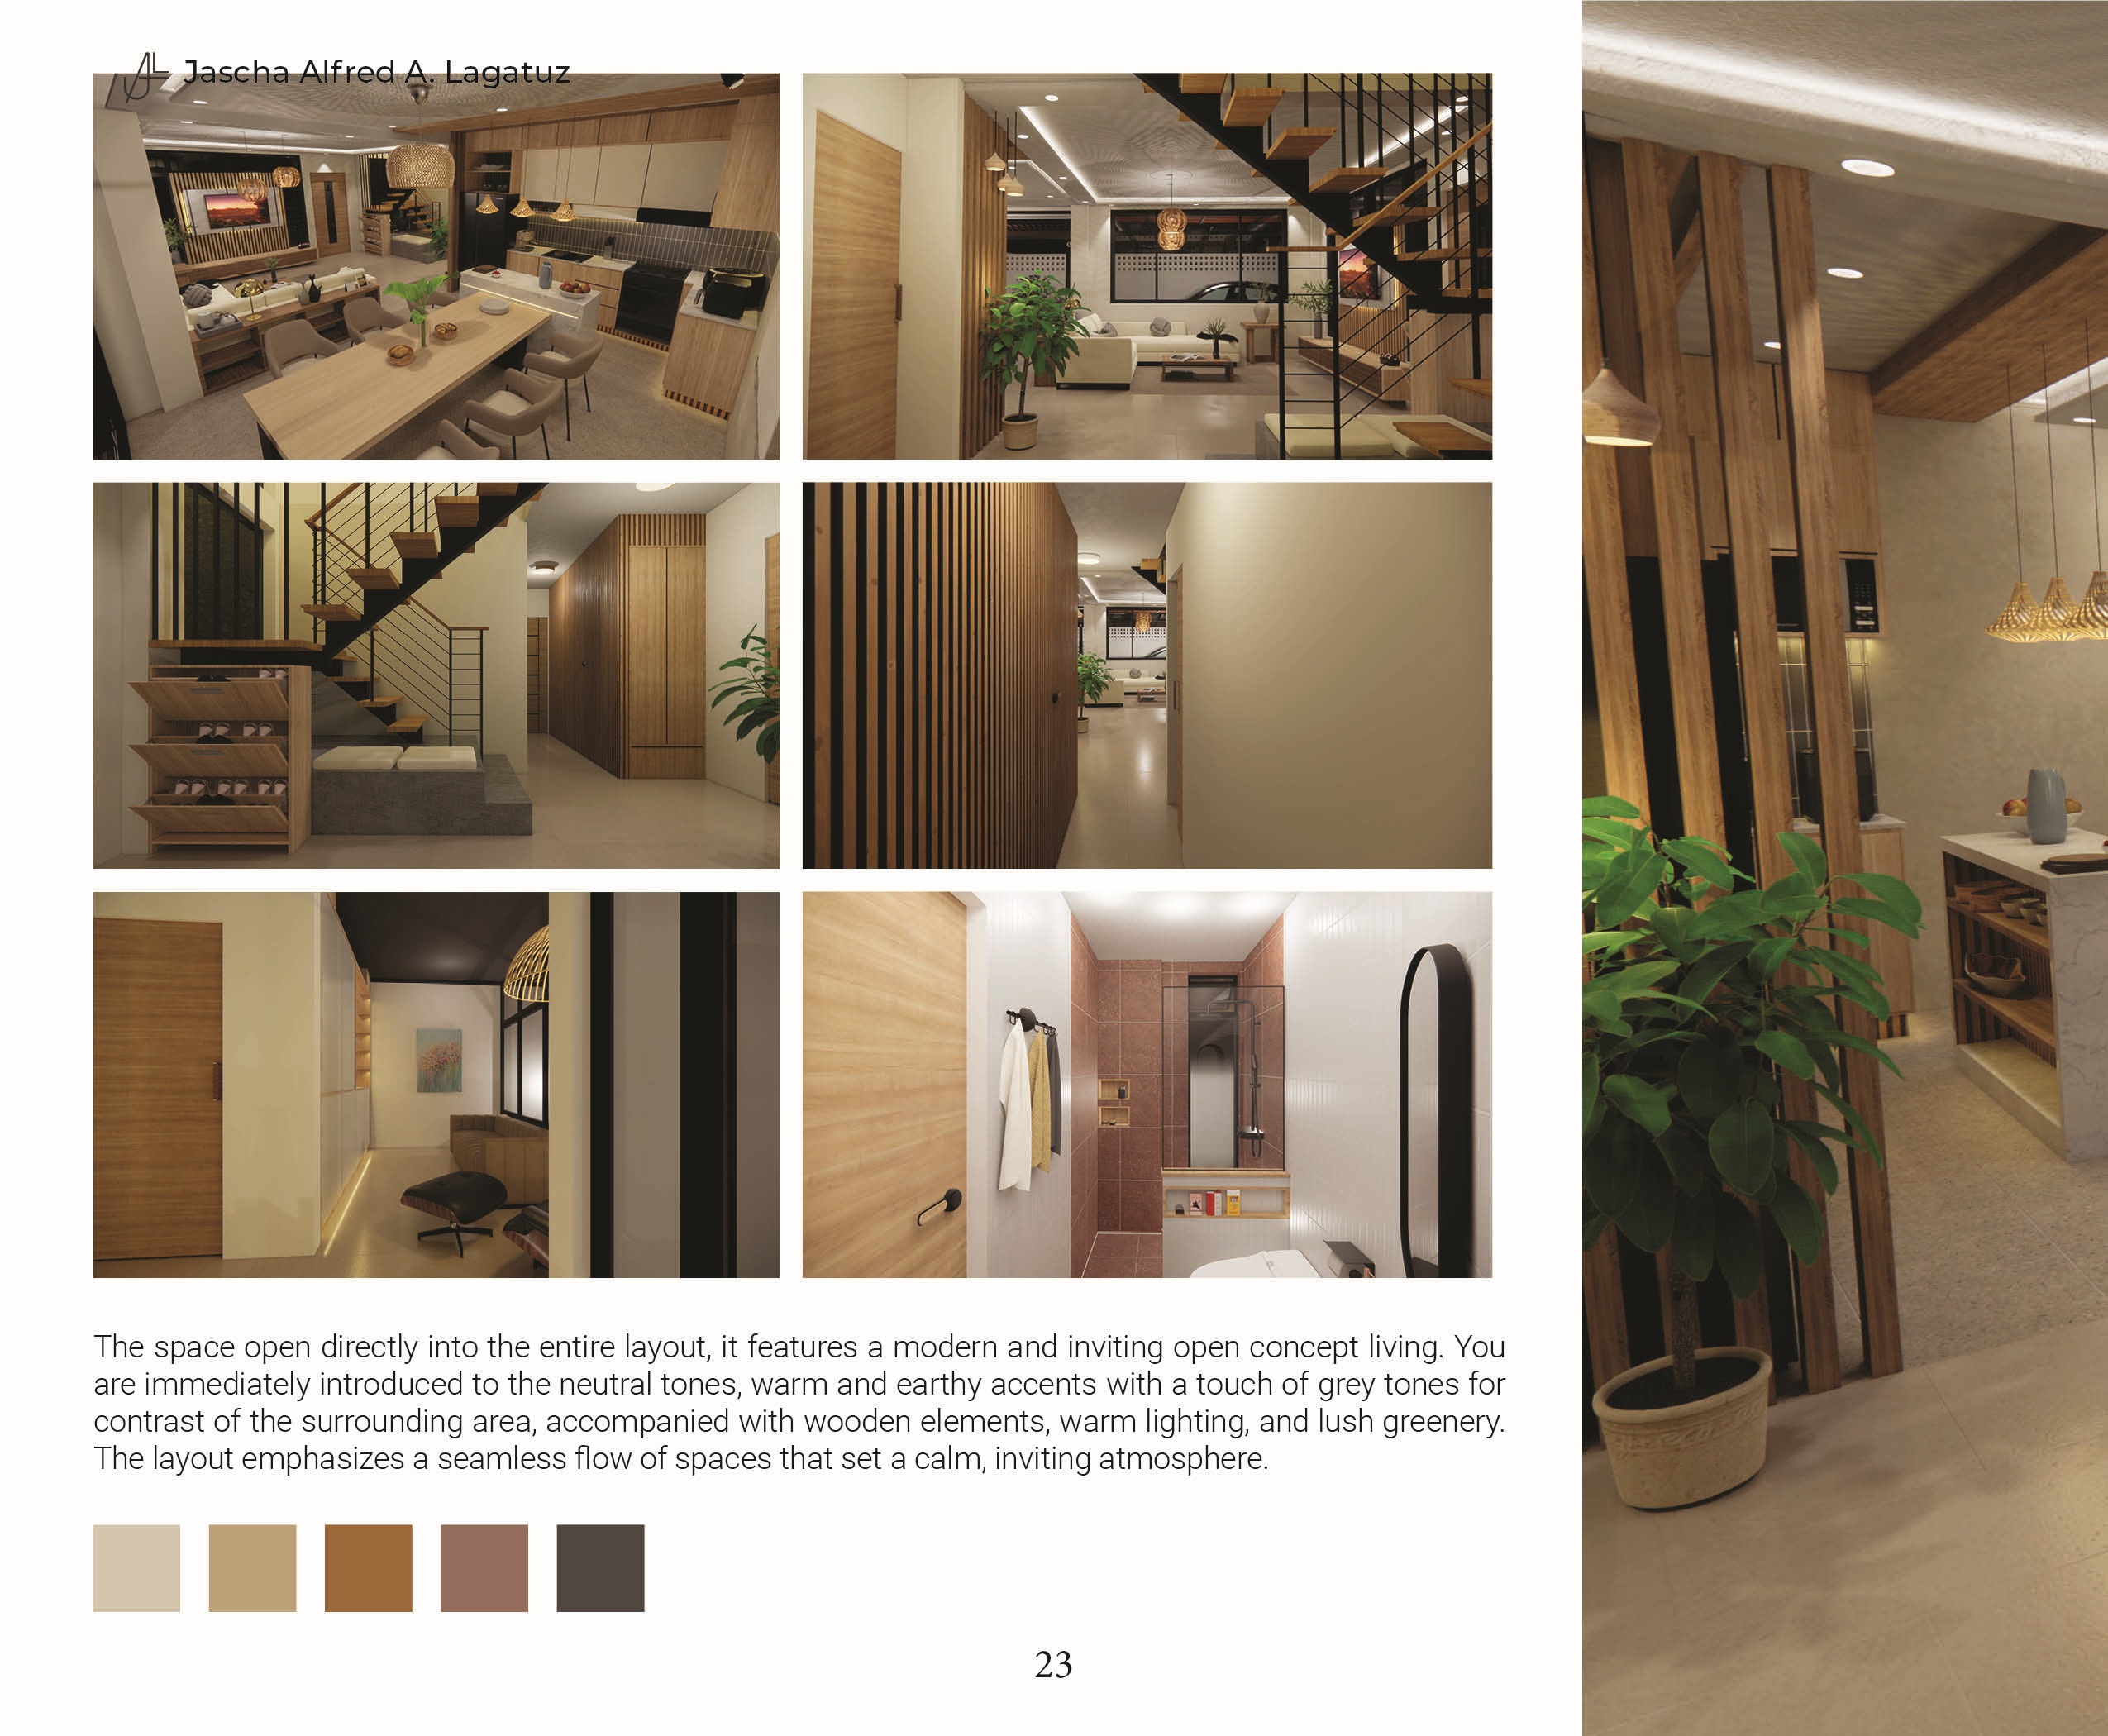 Jascha Alfred A. Lagatuz
The space open directly into the entire layout, it features a modern and inviting open concept living. You
are immediately introduced to the neutral tones, warm and earthy accents with a touch of grey tones for
contrast of the surrounding area, accompanied with wooden elements, warm lighting, and lush greenery.
The layout emphasizes a seamless flow of spaces that set a calm, inviting atmosphere.
23